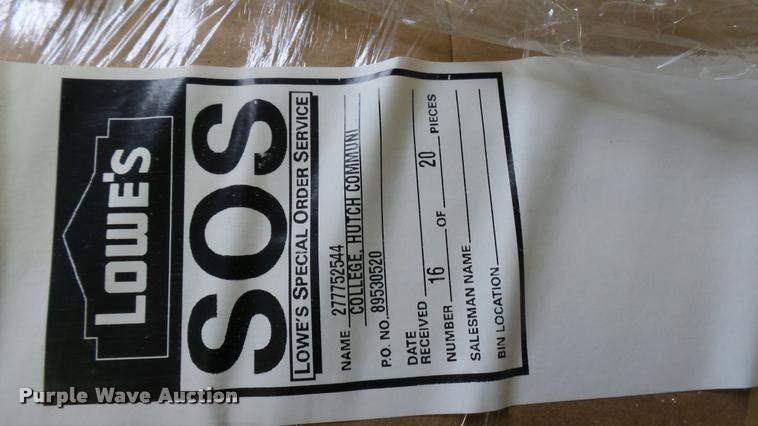 LOWE'S
SOS
LOWE'S SPECIAL ORDER SERVICE
NAME 277752544
COLLEGE, HUTCH COMMUNI
P.O. NO. 89530520
DATE
RECEIVED
NUMBER 16 OF 20 PIECES
SALESMAN NAME
BIN LOCATION
Purple Wave Auction